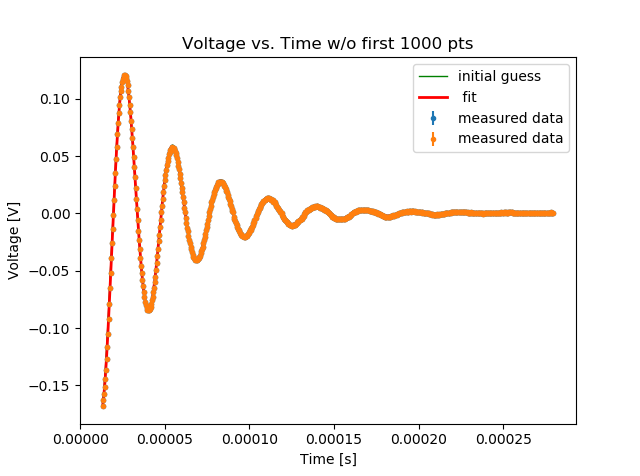 Voltage vs. Time w/o first 1000 pts
initial guess
fit
measured data
measured data
Voltage [V]
0.10
0.05
0.00
−0.05
−0.10
−0.15
0.00000 0.00005 0.00010 0.00015 0.00020 0.00025
Time [s]